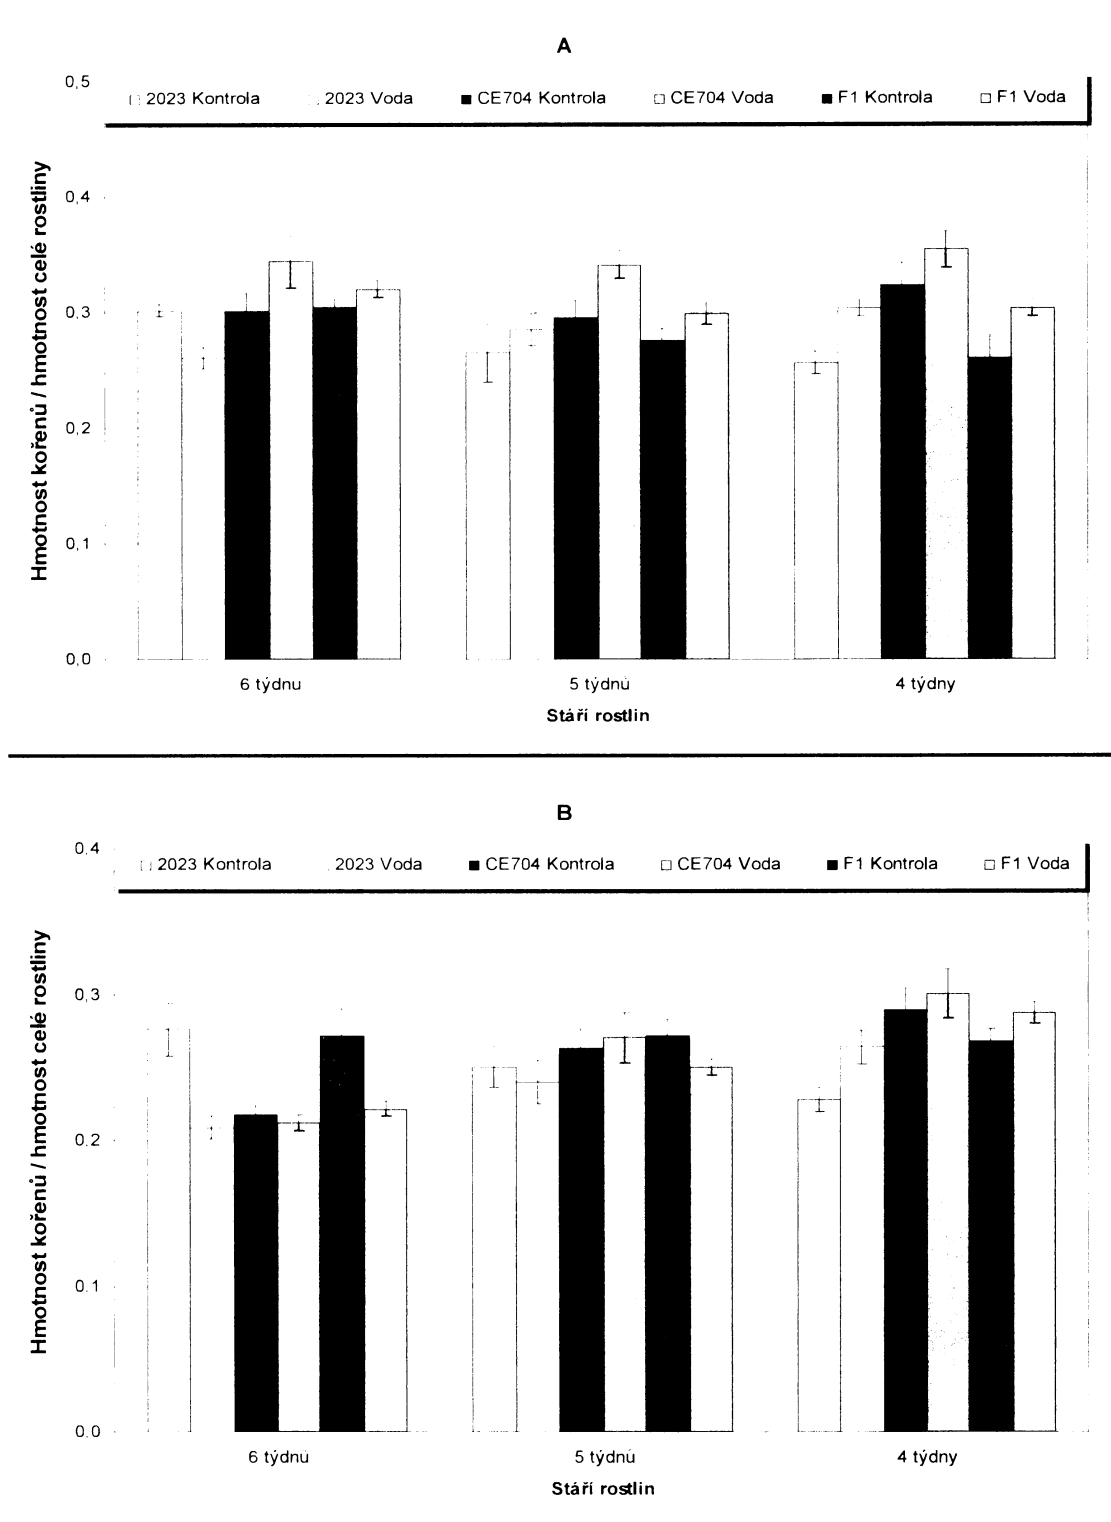 A
0,5
2023 Kontrola 2023 Voda CE704 Kontrola CE704 Voda F1 Kontrola F1 Voda
Hmotnost kořenů / hmotnost celé rostliny
0,4
0,3
0,2
0,1
0,0
6 týdnu 5 týdnů 4 týdny
Stáří rostlin
B
0,4
2023 Kontrola 2023 Voda CE704 Kontrola CE704 Voda F1 Kontrola F1 Voda
Hmotnost kořenů / hmotnost celé rostliny
0,3
0,2
0,1
0,0
6 týdnů 5 týdnů 4 týdny
Stáří rostlin